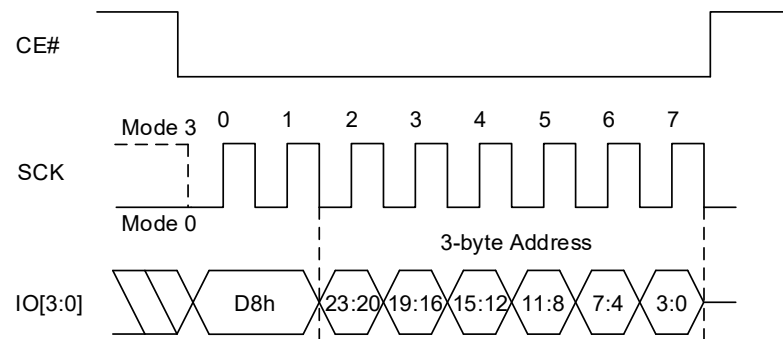 CE#
Mode 3
0 1 2 3 4 5 6 7
SCK
Mode 0
3-byte Address
IO[3:0]
D8h 23:20 19:16 15:12 11:8 7:4 3:0